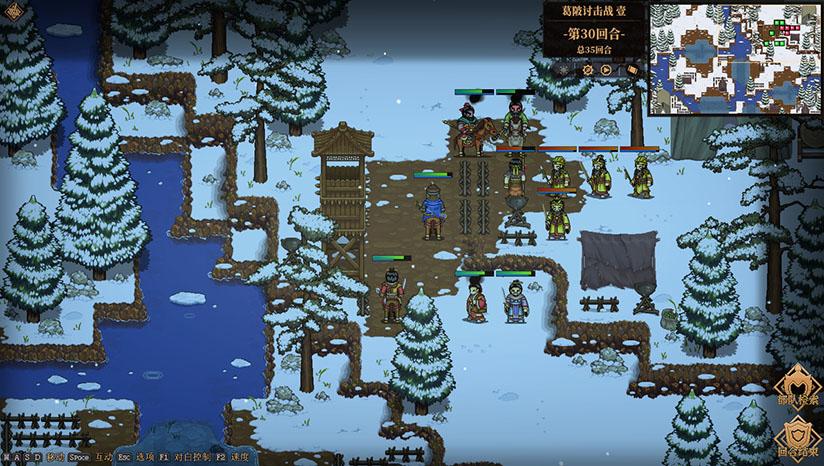 葛陂讨击战 壹
-第30回合-
总35回合
部队检索
回合结束
W A S D 移动 Space 互动 Esc 选项 F1 对白控制 F2 速度